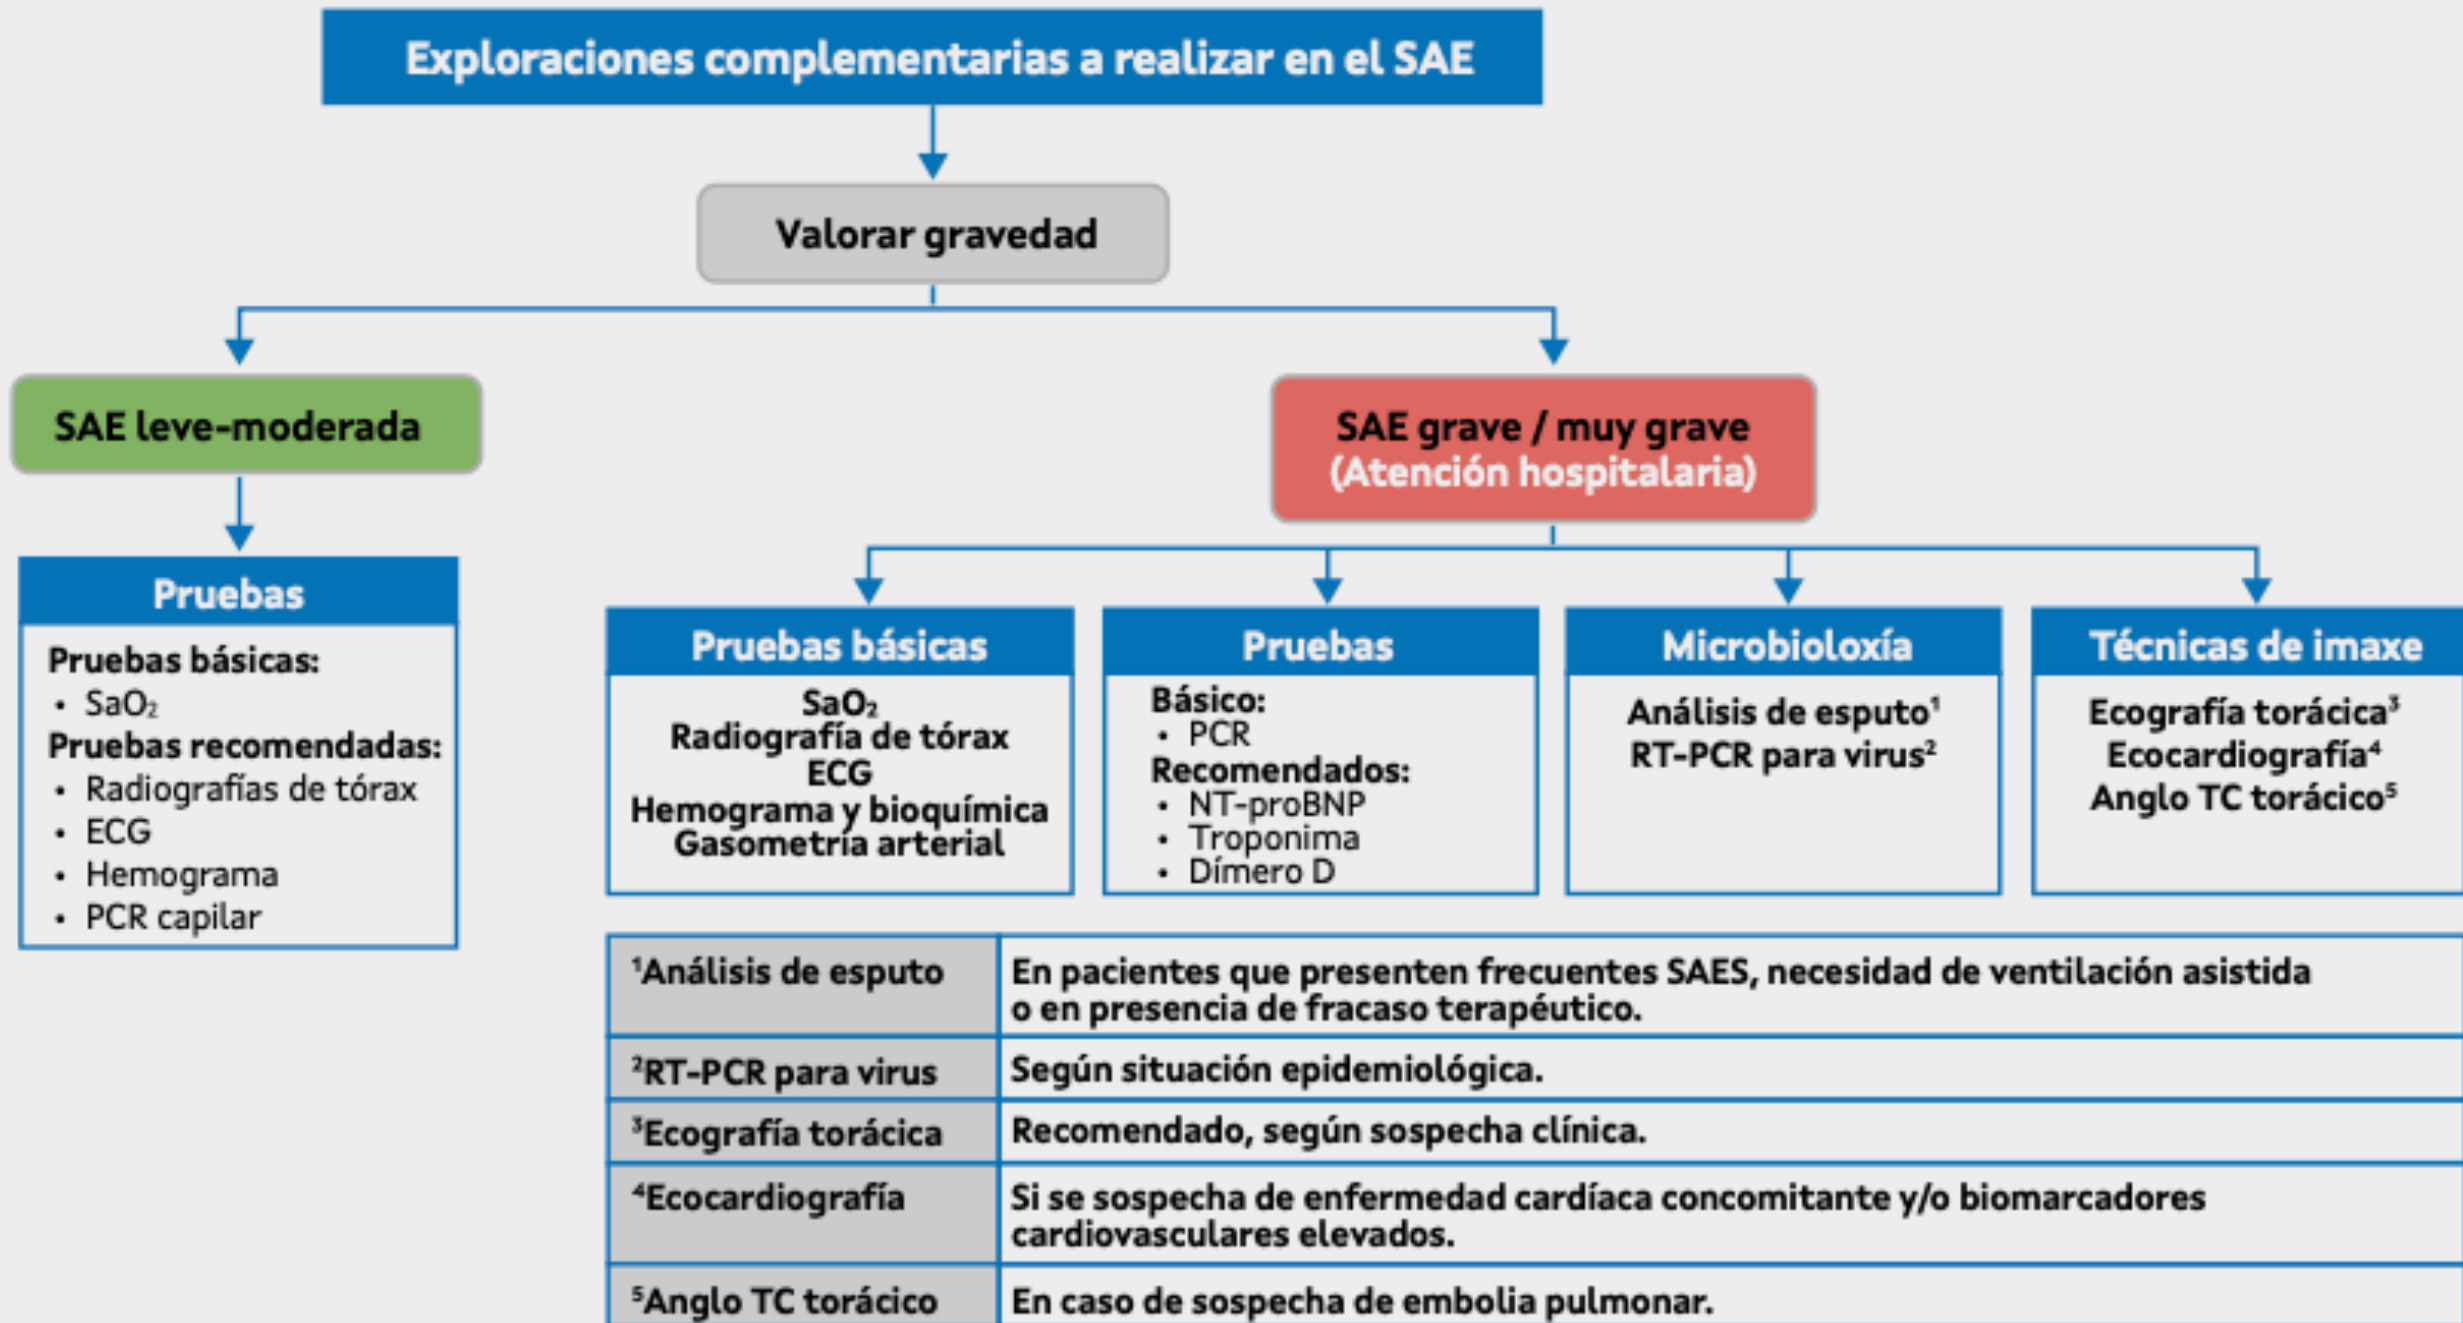 Exploraciones complementarias a realizar en el SAE
Valorar gravedad
SAE leve-moderada
Pruebas
Pruebas básicas:
• SaO₂
Pruebas recomendadas:
• Radiografías de tórax
• ECG
• Hemograma
• PCR capilar
SAE grave / muy grave
(Atención hospitalaria)
Pruebas básicas
SaO₂
Radiografía de tórax
ECG
Hemograma y bioquímica
Gasometría arterial
Pruebas
Básico:
• PCR
Recomendados:
• NT-proBNP
• Troponima
• Dímero D
Microbioloxía
Análisis de esputo¹
RT-PCR para virus²
Técnicas de imaxe
Ecografía torácica³
Ecocardiografía⁴
Anglo TC torácico⁵
¹Análisis de esputo
En pacientes que presenten frecuentes SAES, necesidad de ventilación asistida
o en presencia de fracaso terapéutico.
²RT-PCR para virus
Según situación epidemiológica.
³Ecografía torácica
Recomendado, según sospecha clínica.
⁴Ecocardiografía
Si se sospecha de enfermedad cardíaca concomitante y/o biomarcadores
cardiovasculares elevados.
⁵Anglo TC torácico
En caso de sospecha de embolia pulmonar.